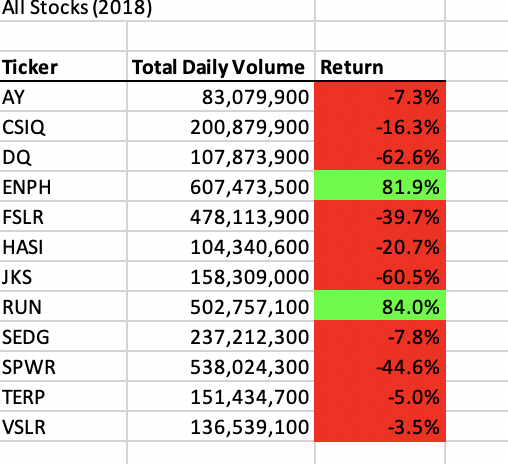 All Stocks (2018)
Ticker Total Daily Volume Return
AY 83,079,900 -7.3%
CSIQ 200,879,900 -16.3%
DQ 107,873,900 -62.6%
ENPH 607,473,500 81.9%
FSLR 478,113,900 -39.7%
HASI 104,340,600 -20.7%
JKS 158,309,000 -60.5%
RUN 502,757,100 84.0%
SEDG 237,212,300 -7.8%
SPWR 538,024,300 -44.6%
TERP 151,434,700 -5.0%
VSLR 136,539,100 -3.5%